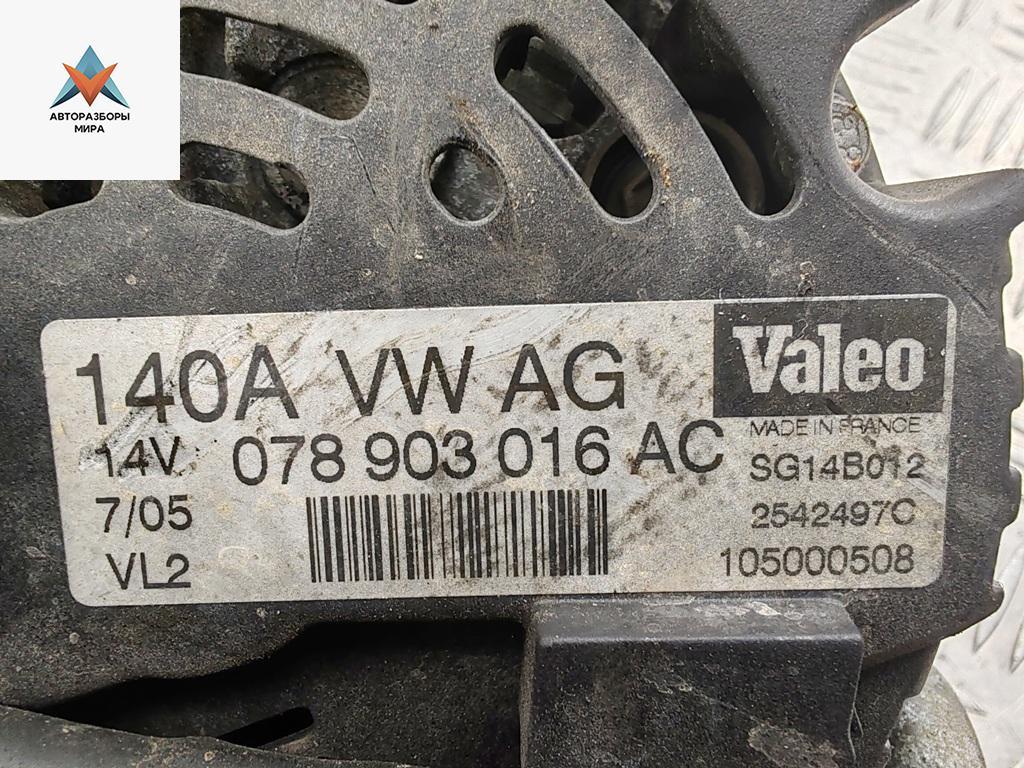 АВТОРАЗБОРЫ
МИРА
140A VW AG
Valeo
MADE IN FRANCE
14V 078 903 016 AC SG14B012
7/05 2542497C
VL2 105000508